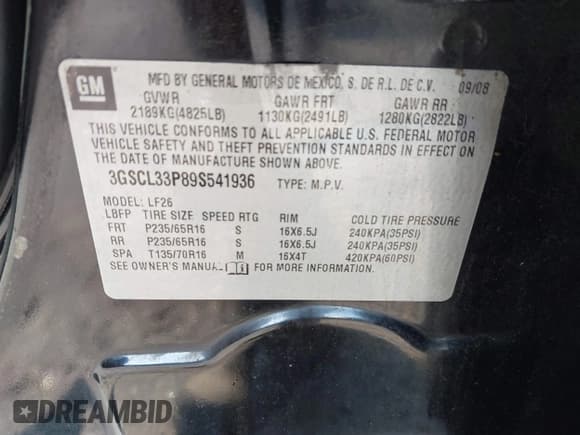 GM
MFD BY GENERAL MOTORS DE MEXICO, S. DE R.L. DE C.V. 09/08
GVWR GAWR FRT GAWR RR
2189KG(4825LB) 1130KG(2491LB) 1280KG(2822LB)
THIS VEHICLE CONFORMS TO ALL APPLICABLE U.S. FEDERAL MOTOR
VEHICLE SAFETY AND THEFT PREVENTION STANDARDS IN EFFECT ON
THE DATE OF MANUFACTURE SHOWN ABOVE.
3GSCL33P89S541936 TYPE: M.P.V.
MODEL: LF26
LBFP TIRE SIZE SPEED RTG RIM COLD TIRE PRESSURE
FRT P235/65R16 S 16X6.5J 240KPA(35PSI)
RR P235/65R16 S 16X6.5J 240KPA(35PSI)
SPA T135/70R16 M 16X4T 420KPA(60PSI)
SEE OWNER'S MANUAL FOR MORE INFORMATION.
DREAMBID